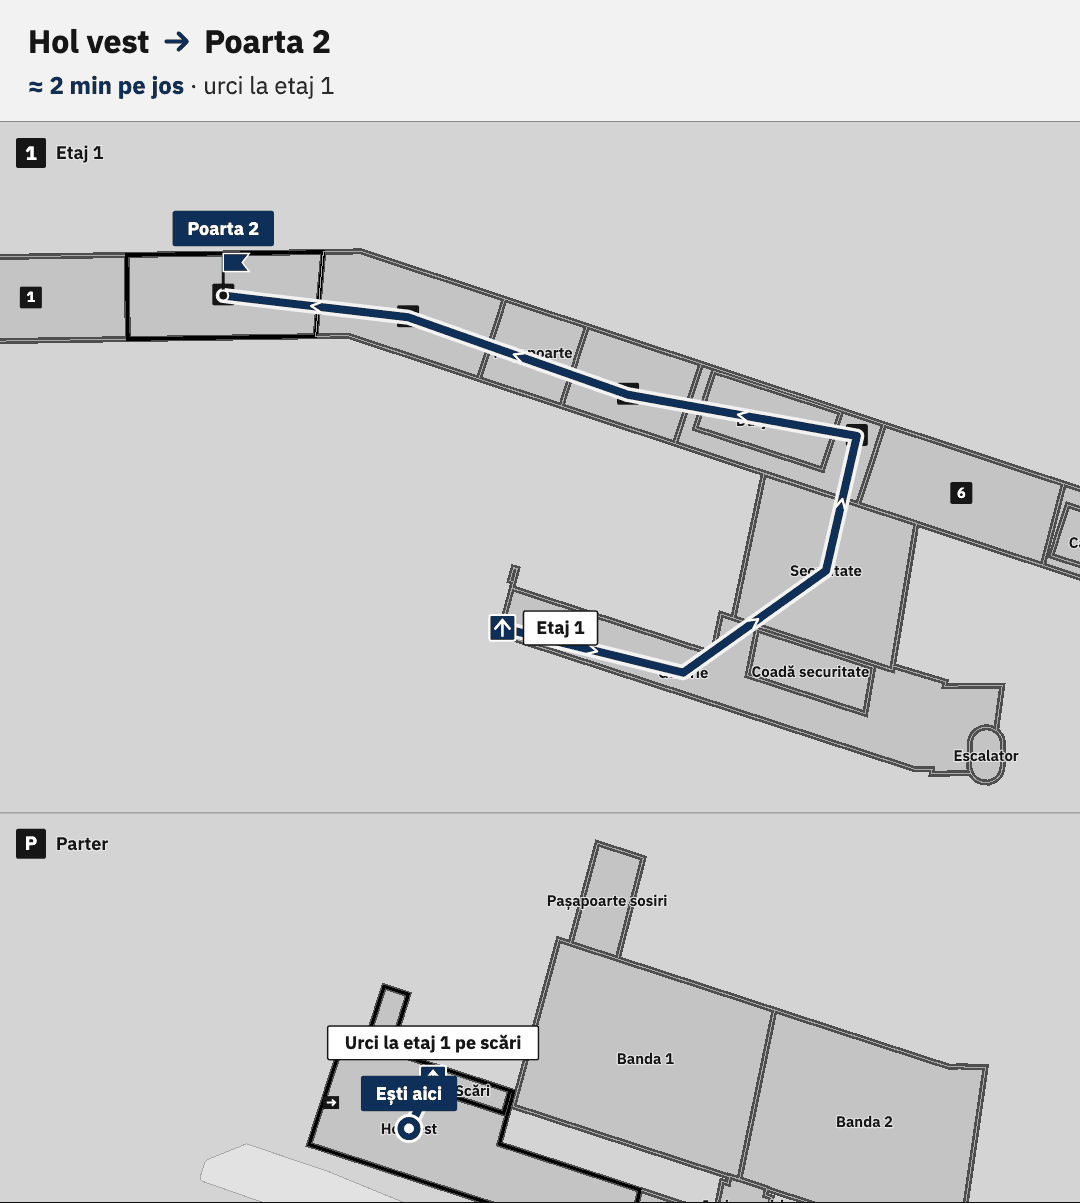 Hol vest → Poarta 2
≈ 2 min pe jos · urci la etaj 1
1 Etaj 1
Poarta 2
1
6
Etaj 1
Coadă securitate
Escalator
P Parter
Pașapoarte sosiri
Urci la etaj 1 pe scări
Banda 1
Ești aici
Scări
Banda 2